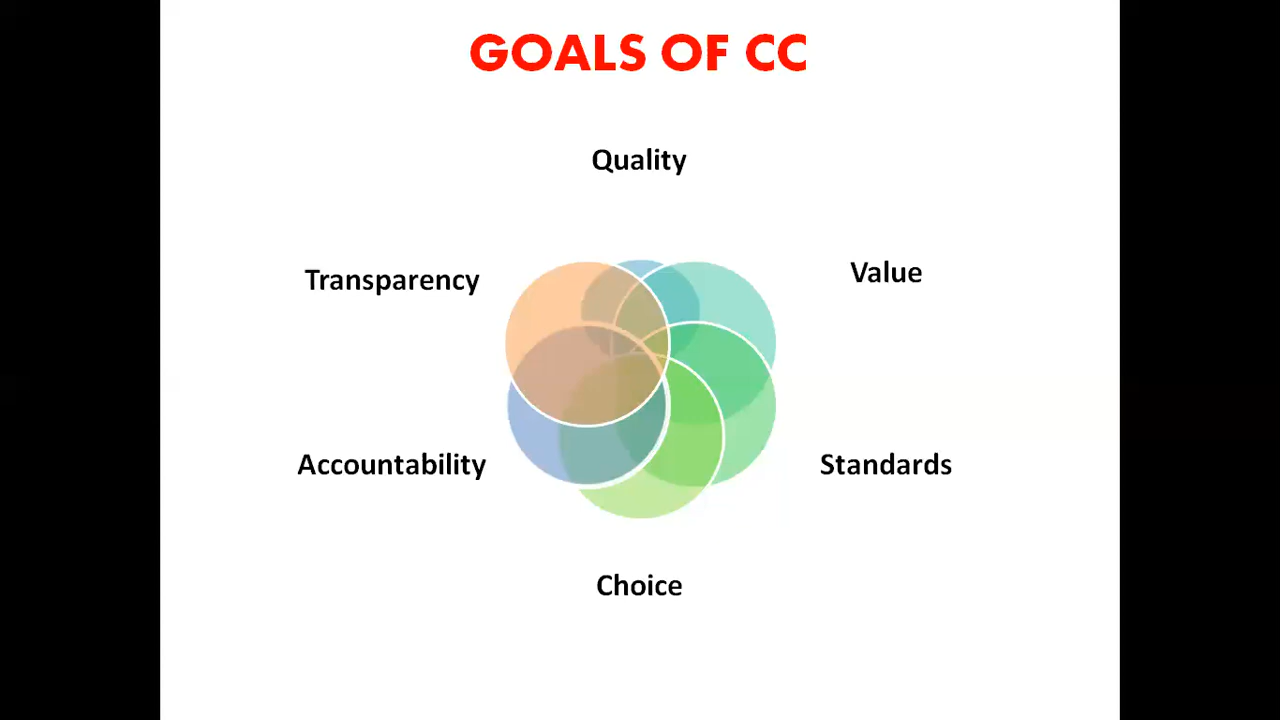 GOALS OF CC
Quality
Transparency
Value
Accountability
Standards
Choice